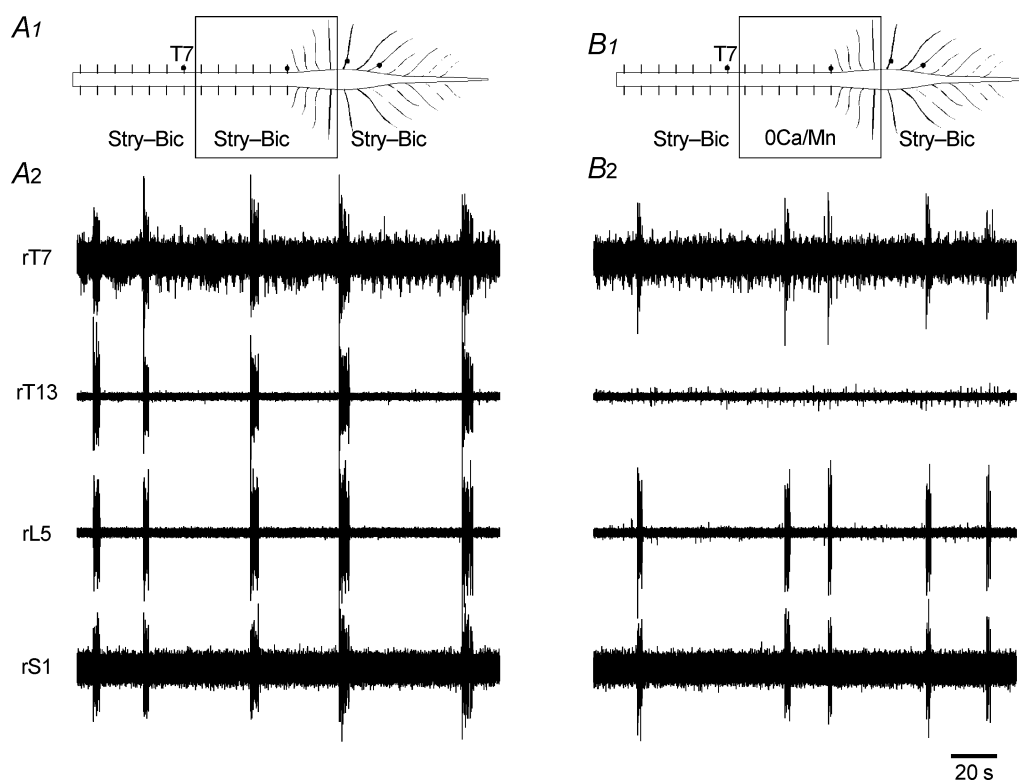 A1
B1
T7
T7
Stry–Bic
Stry–Bic
Stry–Bic
Stry–Bic
0Ca/Mn
Stry–Bic
A2
B2
rT7
rT13
rL5
rS1
20 s